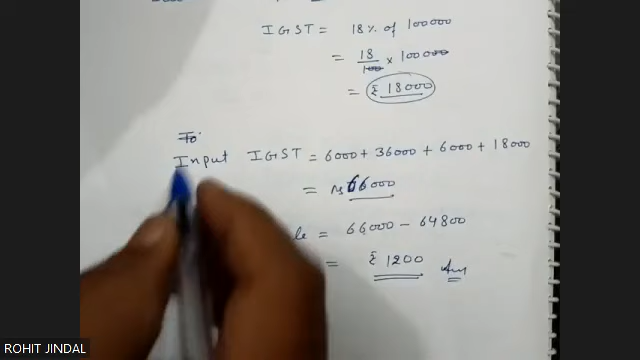 IGST = 18% of 100000
= 18/100 x 100000
= ₹ 18000
To
Input IGST = 6000 + 36000 + 6000 + 18000
= Rs 66000
le = 66000 - 64800
= ₹ 1200 Ans
ROHIT JINDAL